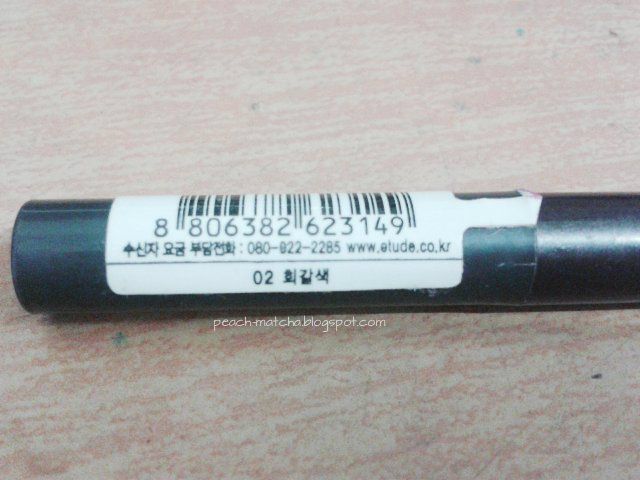 8 806382 623149
수신자 요금 부담전화 : 080-022-2285 www.etude.co.kr
02 회갈색
peach-matcha.blogspot.com